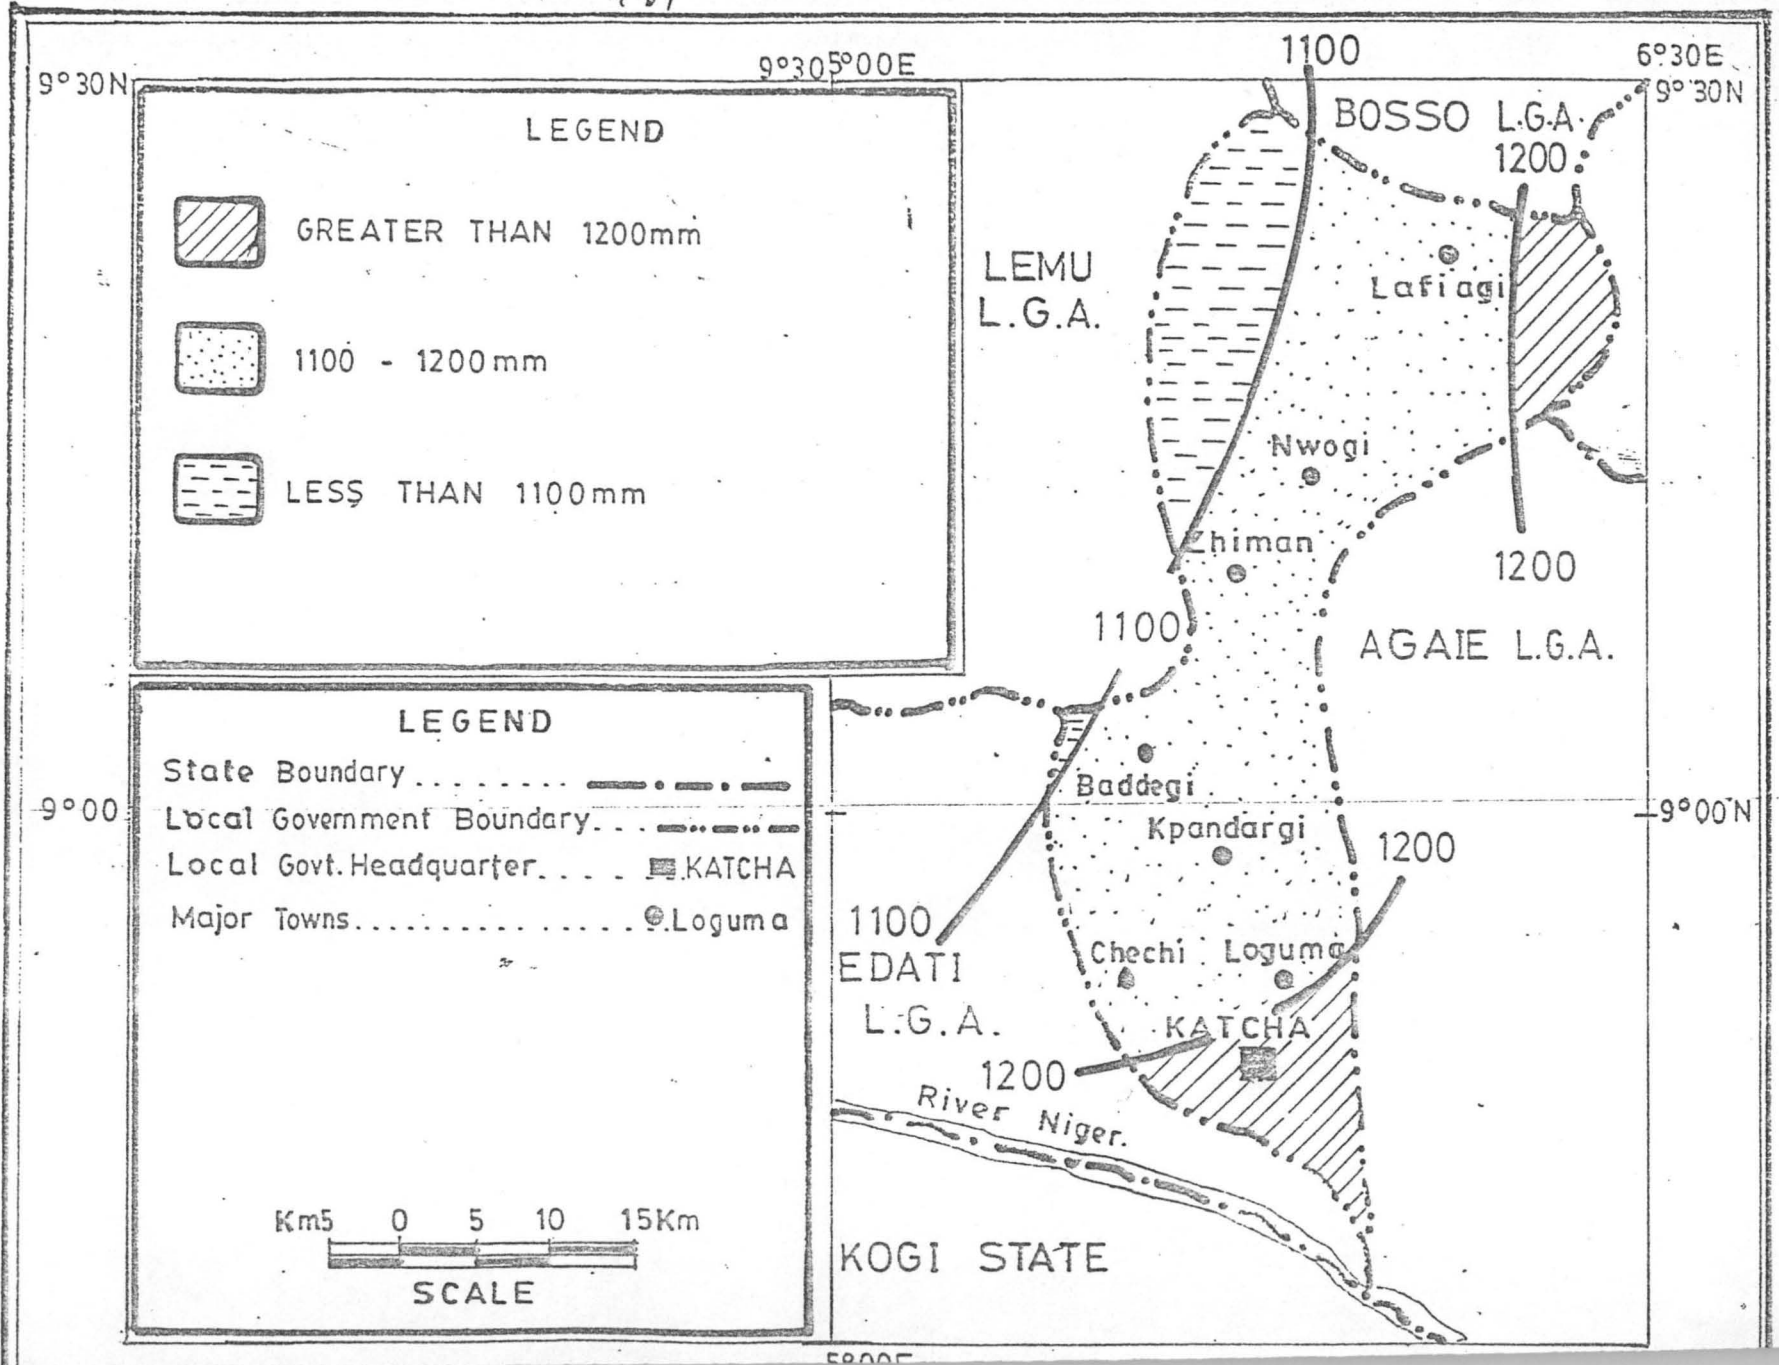 1100
9°30N
9°30
5°00E
6°30E
9°30N
LEGEND
GREATER THAN 1200mm
1100 - 1200mm
LESS THAN 1100mm
BOSSO L.G.A.
1200
LEMU
L.G.A.
Lafiagi
Nwogi
Zhiman
1200
1100
AGAIE L.G.A.
LEGEND
State Boundary
Local Government Boundary
Local Govt. Headquarter KATCHA
Major Towns Loguma
9°00
9°00N
Baddegi
Kpandargi
1200
1100
EDATI
L.G.A.
Chechi
Loguma
KATCHA
1200
River Niger.
KOGI STATE
Km5 0 5 10 15Km
SCALE
5°00E